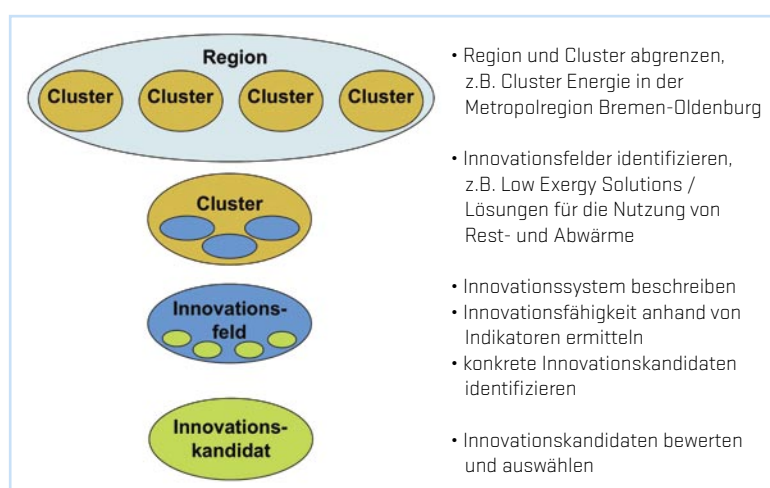 Region
Cluster Cluster Cluster Cluster
• Region und Cluster abgrenzen,
z.B. Cluster Energie in der
Metropolregion Bremen-Oldenburg
Cluster
• Innovationsfelder identifizieren,
z.B. Low Exergy Solutions /
Lösungen für die Nutzung von
Rest- und Abwärme
Innovations-
feld
• Innovationssystem beschreiben
• Innovationsfähigkeit anhand von
Indikatoren ermitteln
• konkrete Innovationskandidaten
identifizieren
Innovations-
kandidat
• Innovationskandidaten bewerten
und auswählen